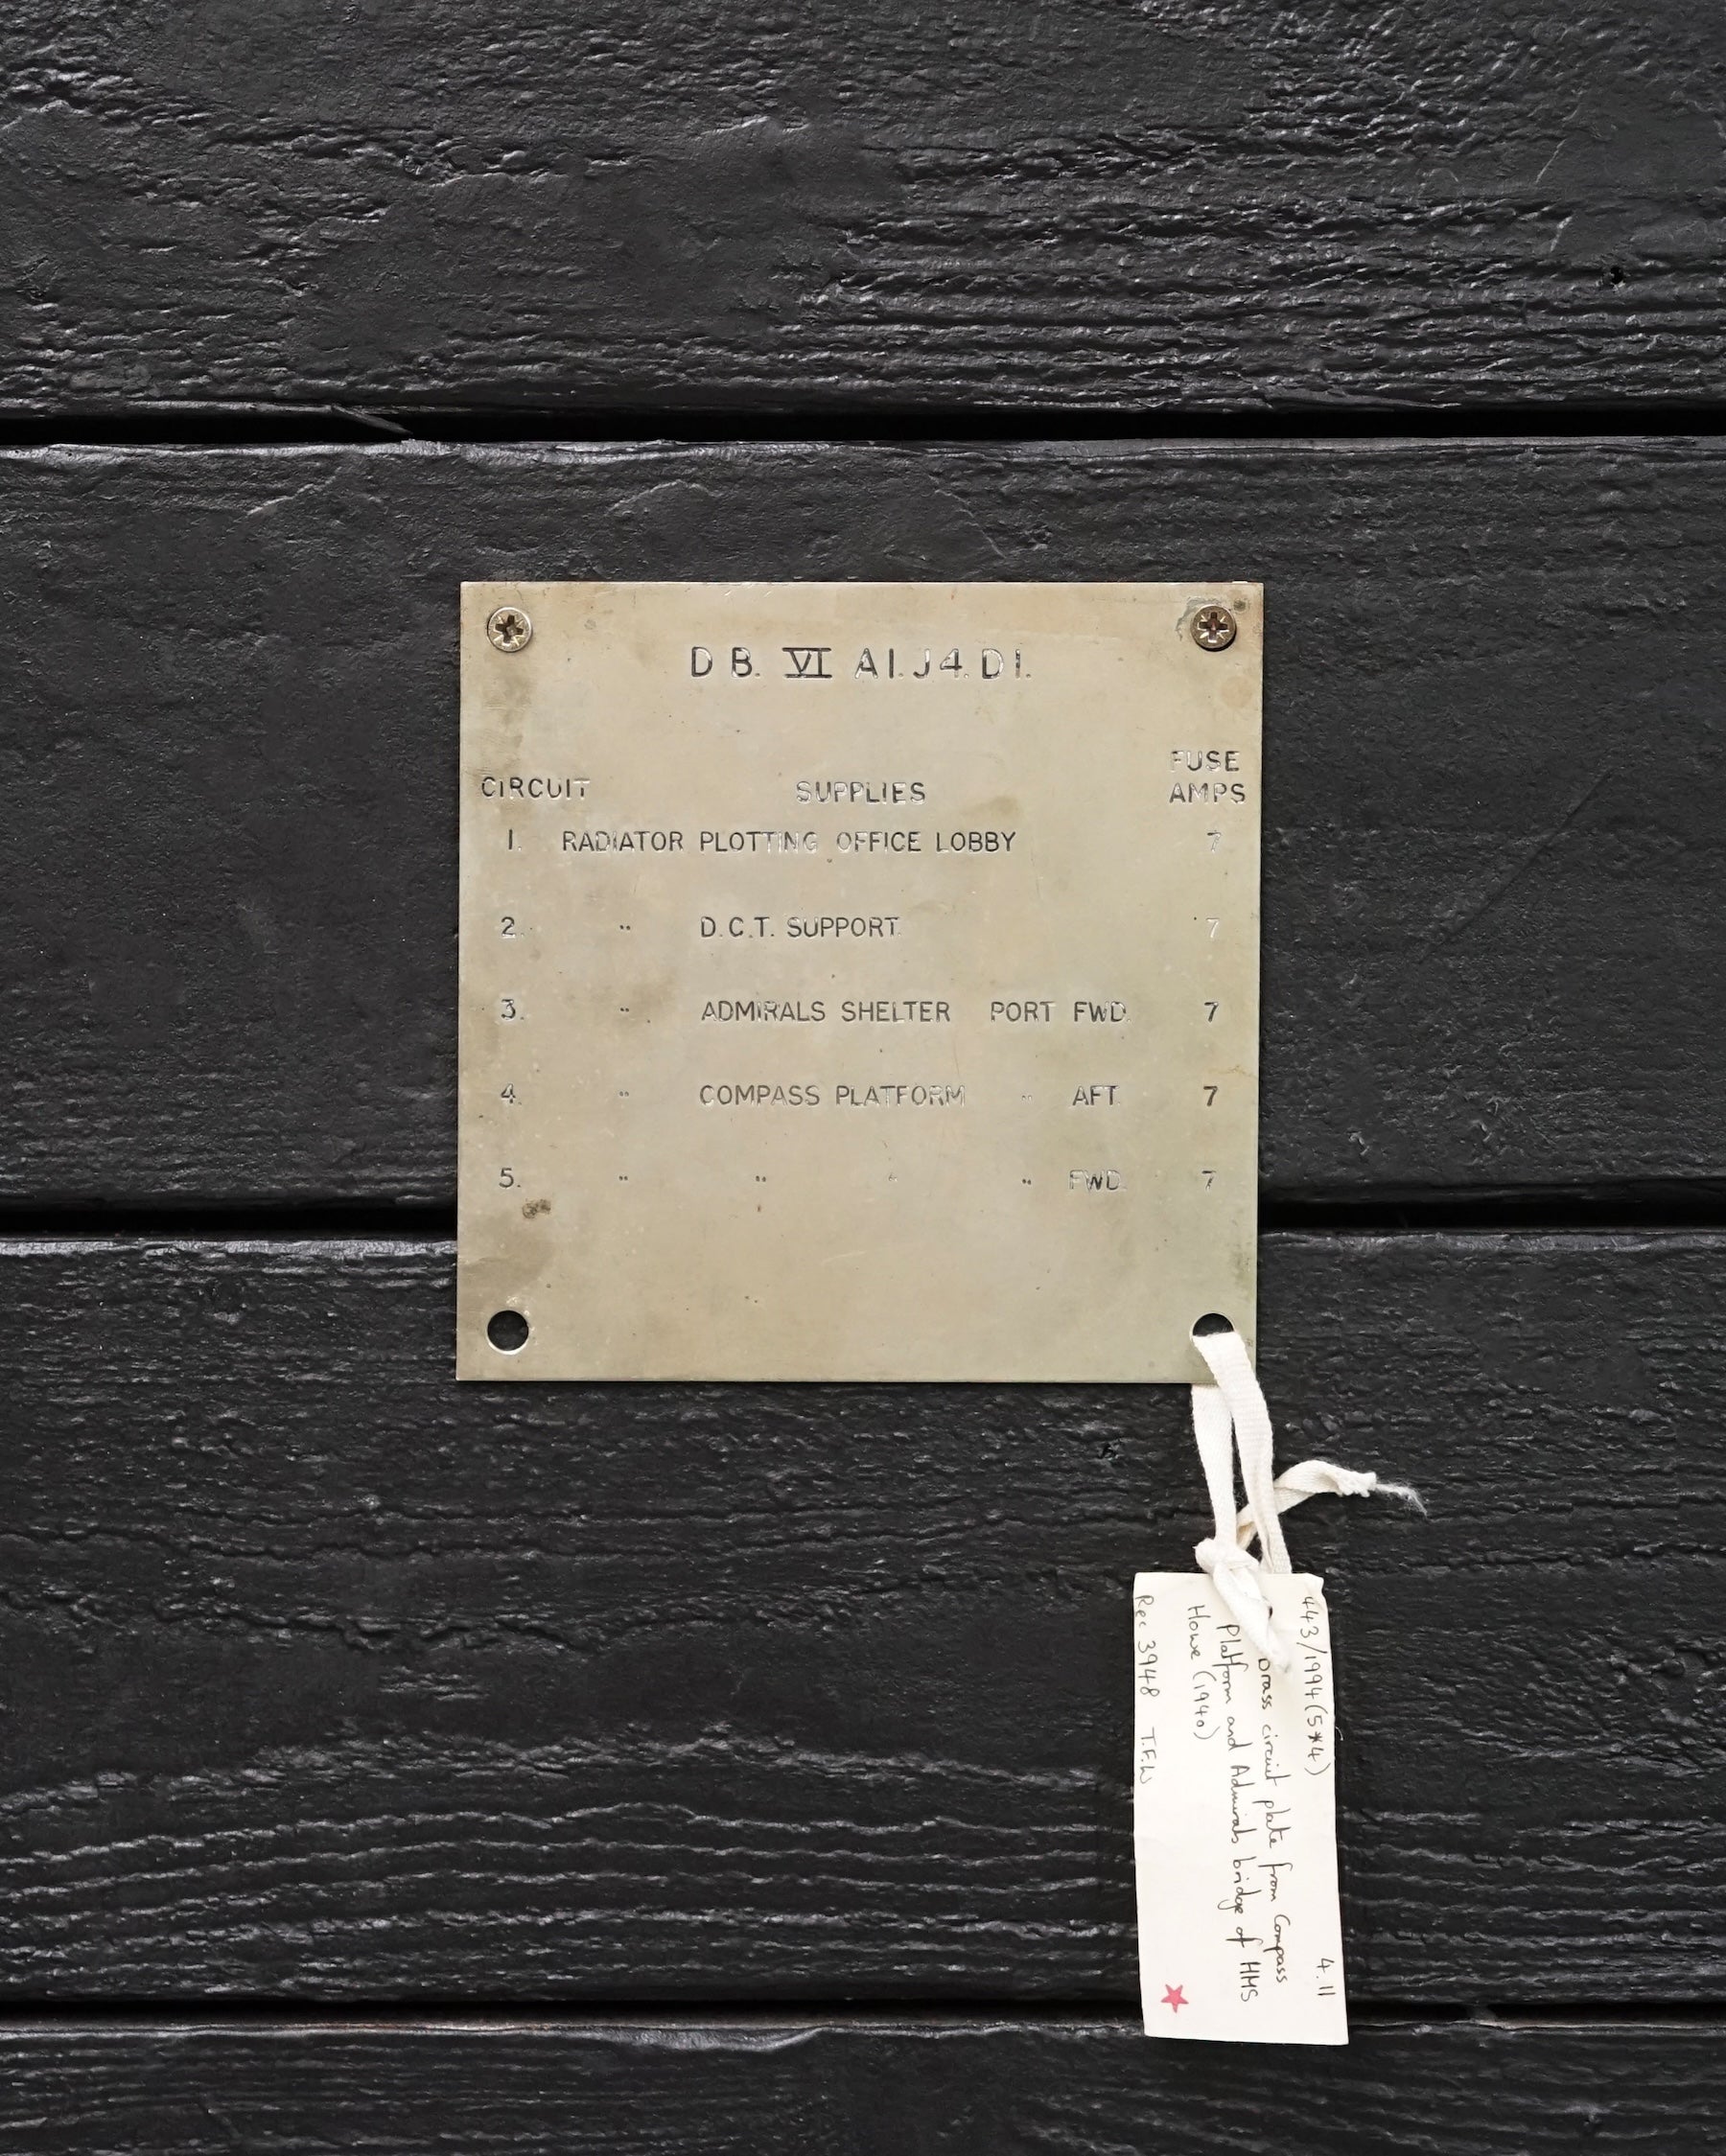 D B. VI A1. J4. D1.
CIRCUIT SUPPLIES FUSE AMPS
1. RADIATOR PLOTTING OFFICE LOBBY 7
2. " D.C.T. SUPPORT 7
3. " ADMIRALS SHELTER PORT FWD. 7
4. " COMPASS PLATFORM " AFT. 7
5. " " " " FWD. 7
443/1994(5*4) 4.11
brass circuit plate from Compass
Platform and Admirals bridge of HMS
Howe (1940)
Rec 3948 T.F.W